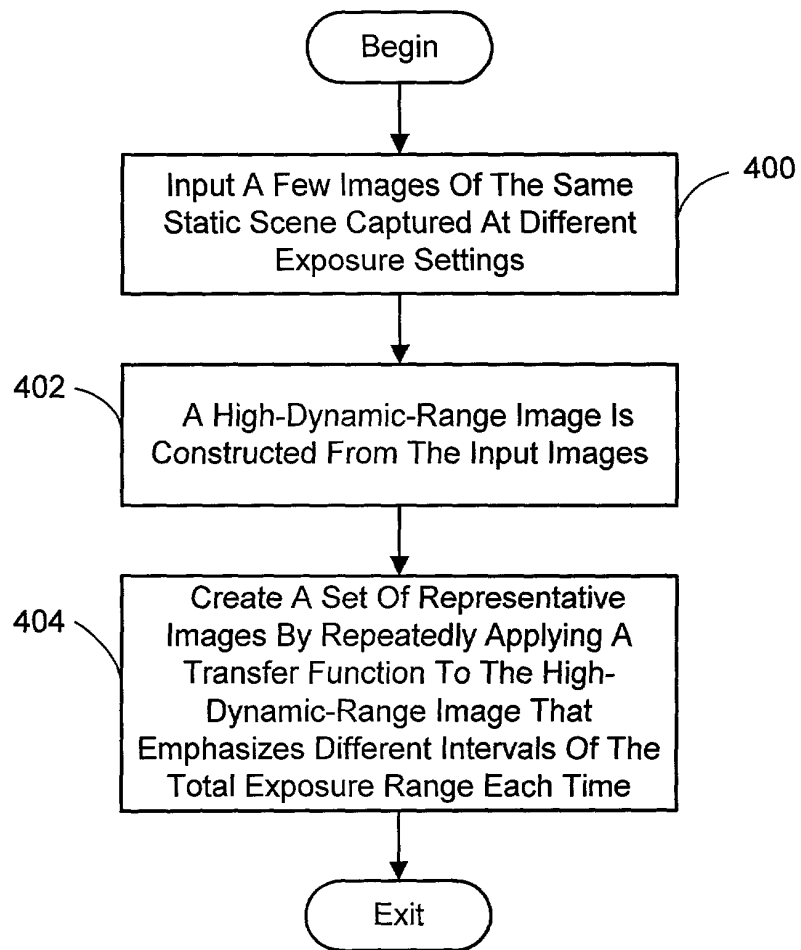 Begin
Input A Few Images Of The Same
Static Scene Captured At Different
Exposure Settings
400
402
A High-Dynamic-Range Image Is
Constructed From The Input Images
404
Create A Set Of Representative
Images By Repeatedly Applying A
Transfer Function To The High-
Dynamic-Range Image That
Emphasizes Different Intervals Of The
Total Exposure Range Each Time
Exit